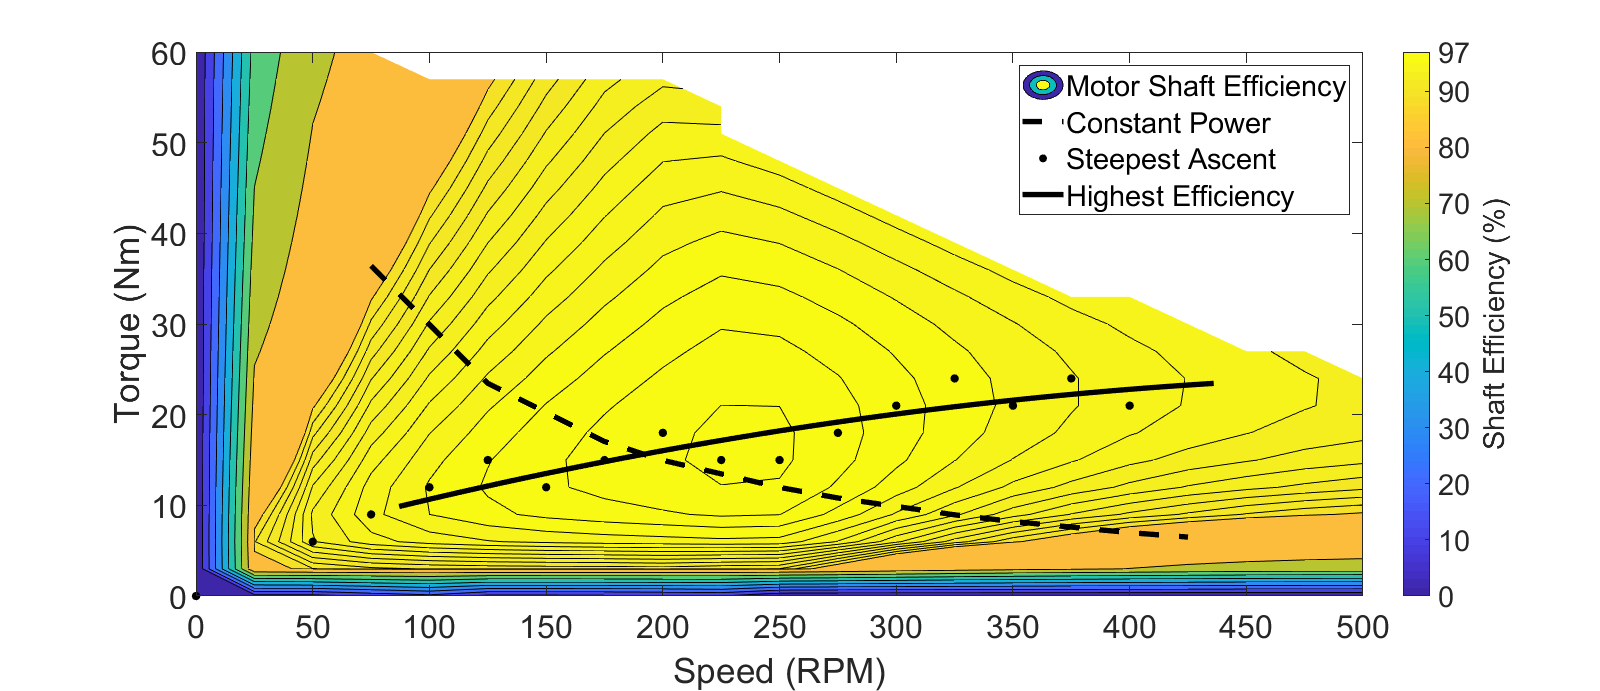 60
50
40
30
20
10
0
Torque (Nm)
0 50 100 150 200 250 300 350 400 450 500
Speed (RPM)
Motor Shaft Efficiency
Constant Power
Steepest Ascent
Highest Efficiency
97
90
80
70
60
50
40
30
20
10
0
Shaft Efficiency (%)